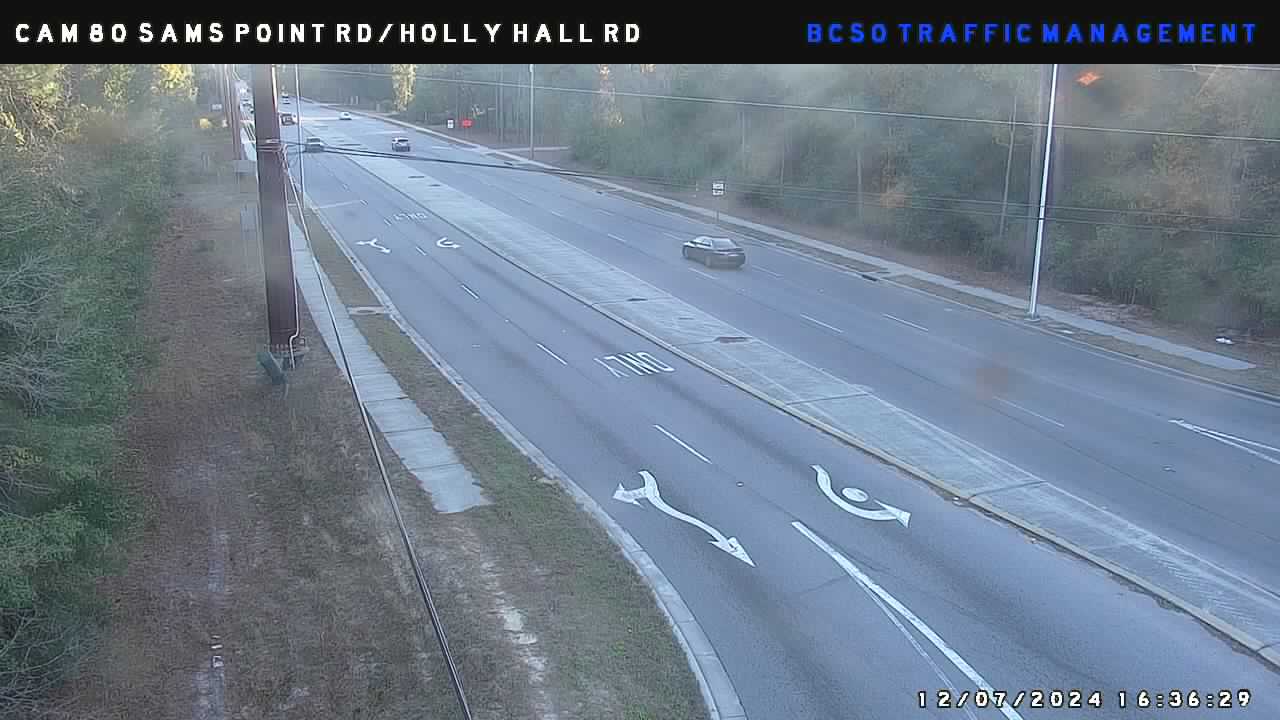 CAM 80 SAMS POINT RD/HOLLY HALL RD
BCSO TRAFFIC MANAGEMENT
ONLY
ONLY
12/07/2024 16:36:29